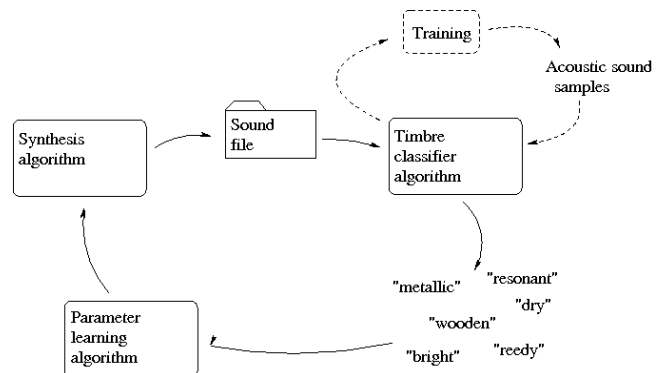 Training
Acoustic sound
samples
Synthesis
algorithm
Sound
file
Timbre
classifier
algorithm
"metallic"
"resonant"
"dry"
"wooden"
"bright"
"reedy"
Parameter
learning
algorithm